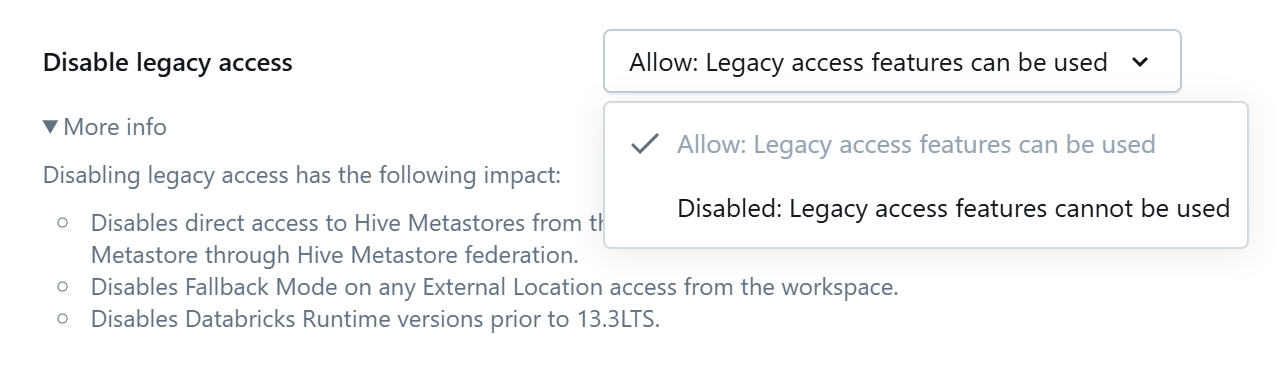 Disable legacy access
Allow: Legacy access features can be used
Allow: Legacy access features can be used
Disabled: Legacy access features cannot be used
More info
Disabling legacy access has the following impact:
Disables direct access to Hive Metastores from
Metastore through Hive Metastore federation.
Disables Fallback Mode on any External Location access from the workspace.
Disables Databricks Runtime versions prior to 13.3LTS.